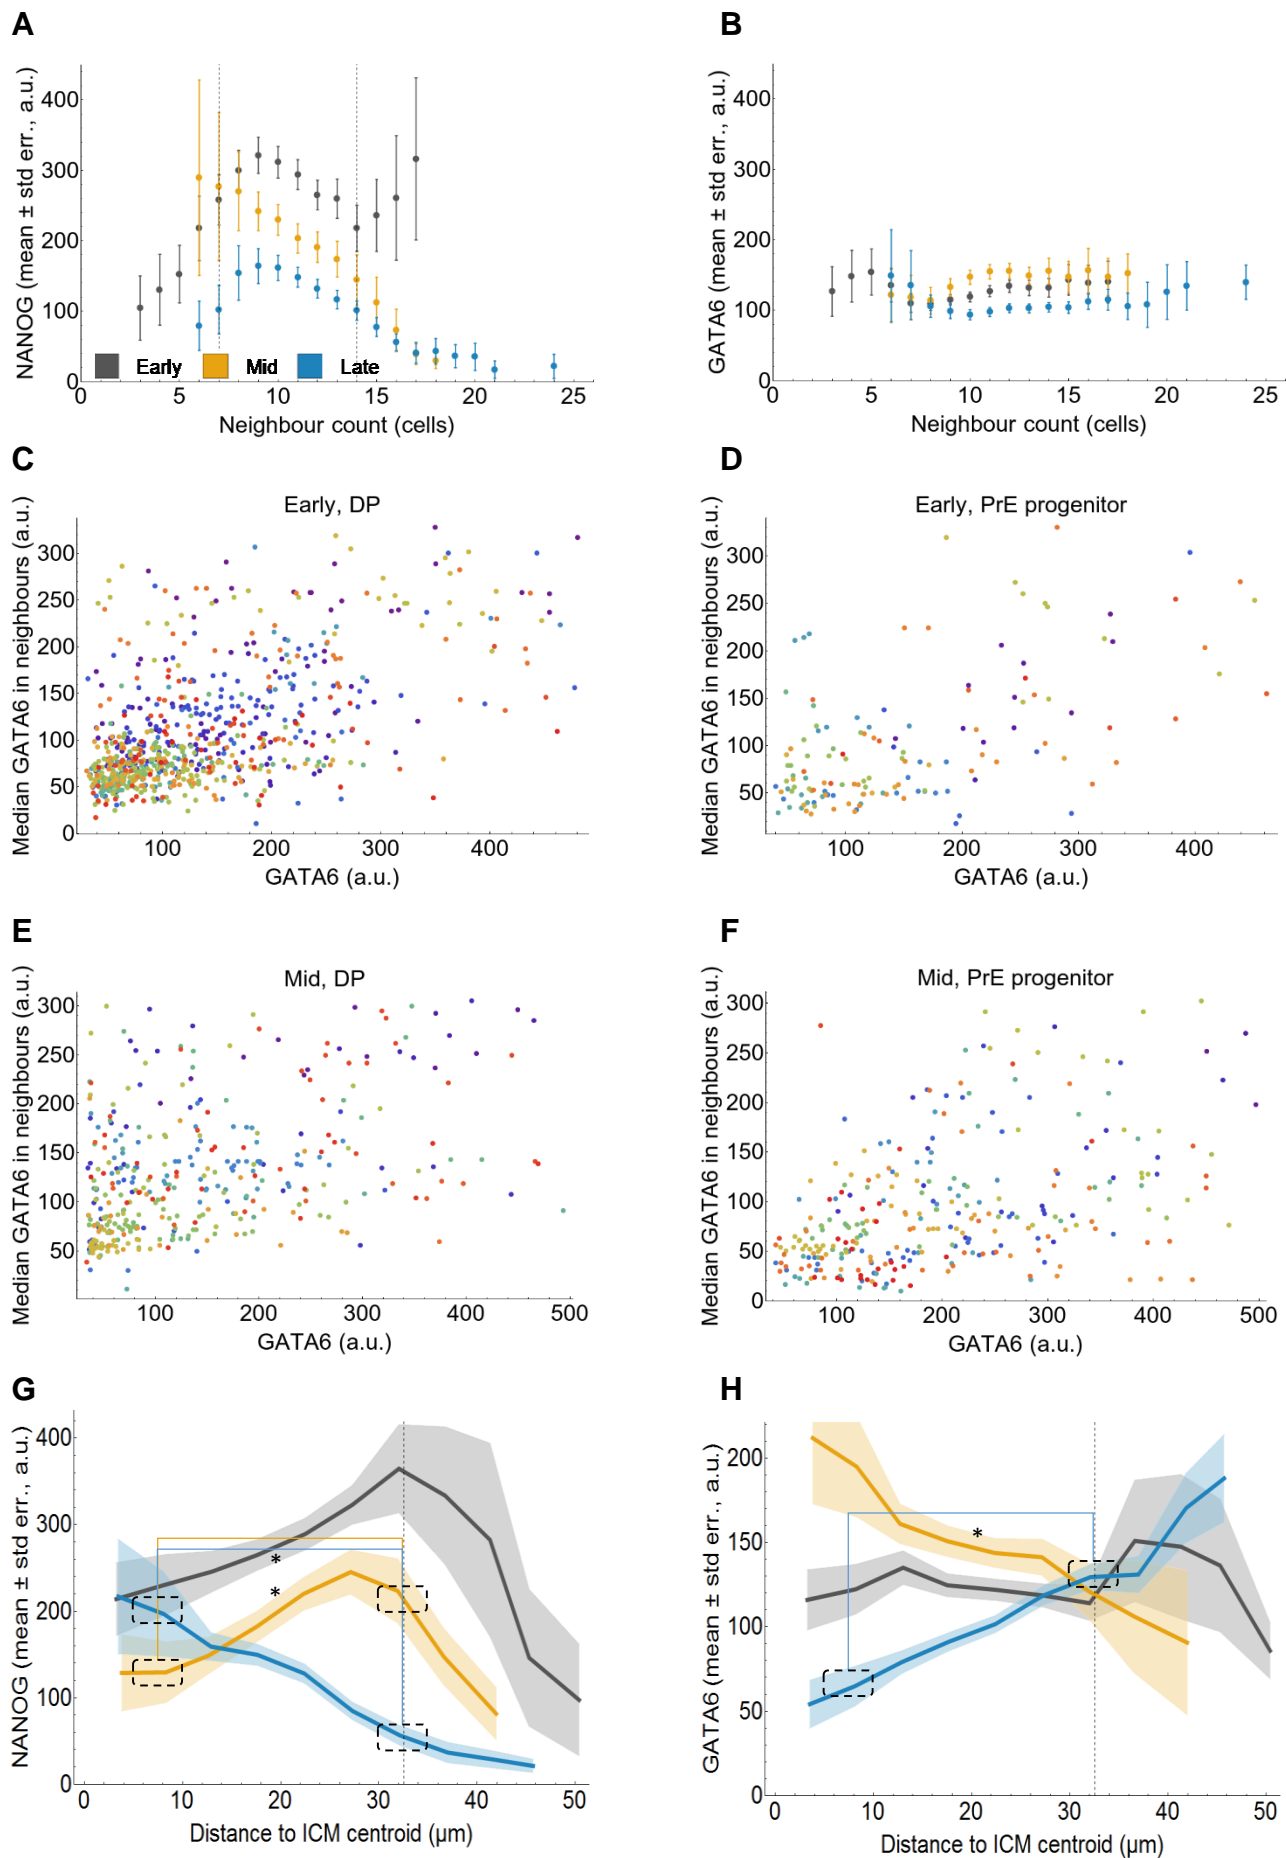 A
NANOG (mean ± std err., a.u.)
400
300
200
100
0
Early
Mid
Late
0 5 10 15 20 25
Neighbour count (cells)
B
GATA6 (mean ± std err., a.u.)
400
300
200
100
0
0 5 10 15 20 25
Neighbour count (cells)
C
Early, DP
Median GATA6 in neighbours (a.u.)
300
250
200
150
100
50
0
100 200 300 400
GATA6 (a.u.)
D
Early, PrE progenitor
Median GATA6 in neighbours (a.u.)
300
250
200
150
100
50
100 200 300 400
GATA6 (a.u.)
E
Mid, DP
Median GATA6 in neighbours (a.u.)
300
250
200
150
100
50
100 200 300 400 500
GATA6 (a.u.)
F
Mid, PrE progenitor
Median GATA6 in neighbours (a.u.)
300
250
200
150
100
50
0
100 200 300 400 500
GATA6 (a.u.)
G
NANOG (mean ± std err., a.u.)
400
300
200
100
0
*
*
0 10 20 30 40 50
Distance to ICM centroid (µm)
H
GATA6 (mean ± std err., a.u.)
200
150
100
50
0
*
0 10 20 30 40 50
Distance to ICM centroid (µm)